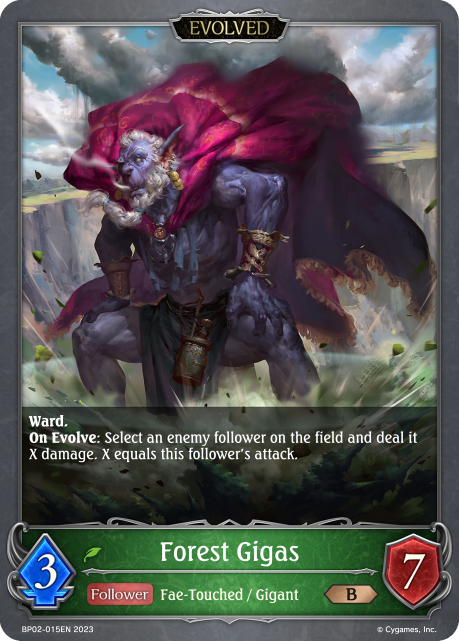 EVOLVED
Ward.
On Evolve: Select an enemy follower on the field and deal it
X damage. X equals this follower's attack.
3
Forest Gigas
7
Follower
Fae-Touched / Gigant
B
BP02-015EN 2023
© Cygames, Inc.